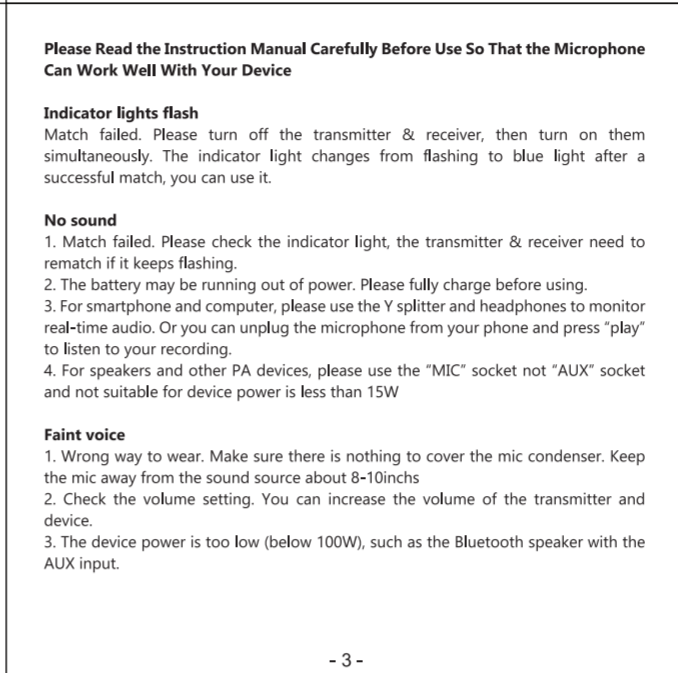 Please Read the Instruction Manual Carefully Before Use So That the Microphone
Can Work Well With Your Device
Indicator lights flash
Match failed. Please turn off the transmitter & receiver, then turn on them
simultaneously. The indicator light changes from flashing to blue light after a
successful match, you can use it.
No sound
1. Match failed. Please check the indicator light, the transmitter & receiver need to
rematch if it keeps flashing.
2. The battery may be running out of power. Please fully charge before using.
3. For smartphone and computer, please use the Y splitter and headphones to monitor
real-time audio. Or you can unplug the microphone from your phone and press "play"
to listen to your recording.
4. For speakers and other PA devices, please use the "MIC" socket not "AUX" socket
and not suitable for device power is less than 15W
Faint voice
1. Wrong way to wear. Make sure there is nothing to cover the mic condenser. Keep
the mic away from the sound source about 8-10inchs
2. Check the volume setting. You can increase the volume of the transmitter and
device.
3. The device power is too low (below 100W), such as the Bluetooth speaker with the
AUX input.
- 3 -